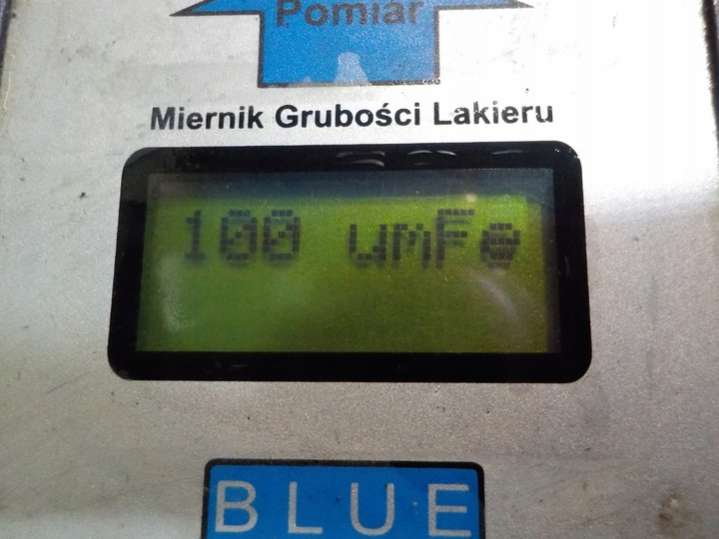 Pomiar
Miernik Grubości Lakieru
100 umFe
BLUE